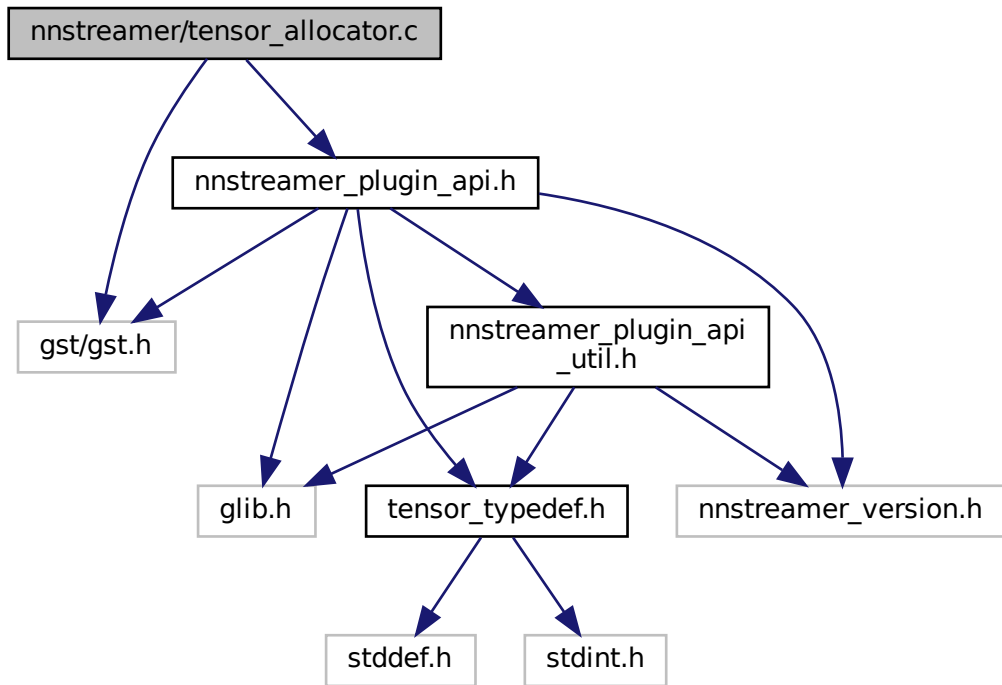 nnstreamer/tensor_allocator.c
nnstreamer_plugin_api.h
gst/gst.h
nnstreamer_plugin_api
_util.h
glib.h
tensor_typedef.h
nnstreamer_version.h
stddef.h
stdint.h